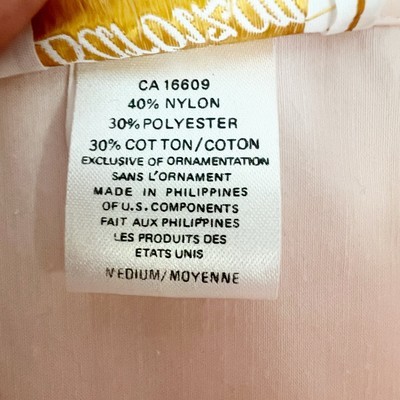 CA 16609
40% NYLON
30% POLYESTER
30% COTTON/COTON
EXCLUSIVE OF ORNAMENTATION
SANS L'ORNAMENT
MADE IN PHILIPPINES
OF U.S. COMPONENTS
FAIT AUX PHILIPPINES
LES PRODUITS DES
ETATS UNIS
MEDIUM/MOYENNE